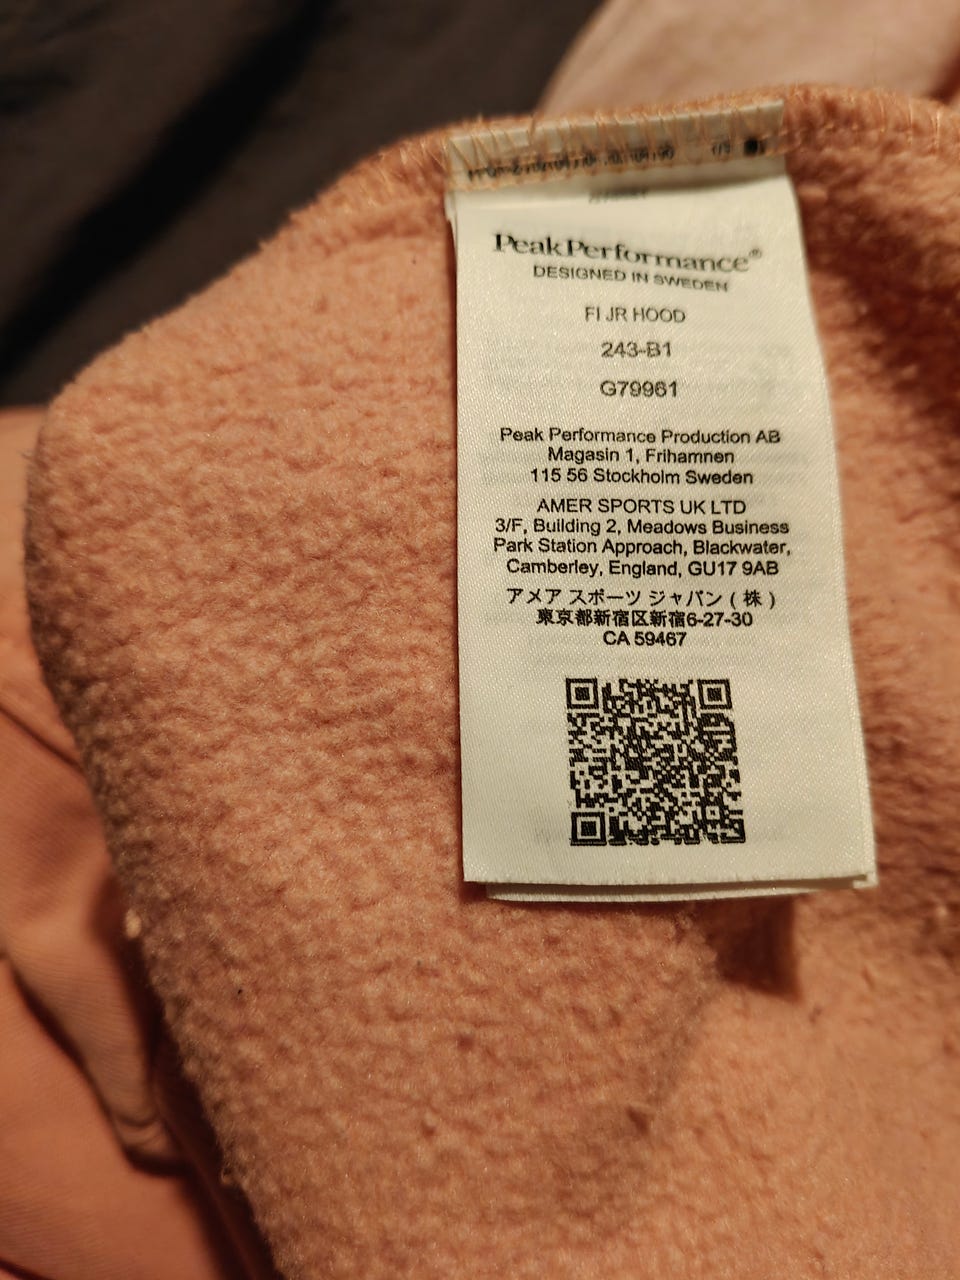 PeakPerformance®
DESIGNED IN SWEDEN
FI JR HOOD
243-B1
G79961
Peak Performance Production AB
Magasin 1, Frihamnen
115 56 Stockholm Sweden
AMER SPORTS UK LTD
3/F, Building 2, Meadows Business
Park Station Approach, Blackwater,
Camberley, England, GU17 9AB
アメア スポーツ ジャパン ( 株 )
東京都新宿区新宿6-27-30
CA 59467